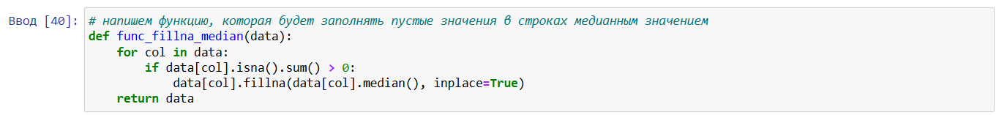 Ввод [40]: # напишем функцию, которая будет заполнять пустые значения в строках медианным значением
def func_fillna_median(data):
    for col in data:
        if data[col].isna().sum() > 0:
            data[col].fillna(data[col].median(), inplace=True)
    return data